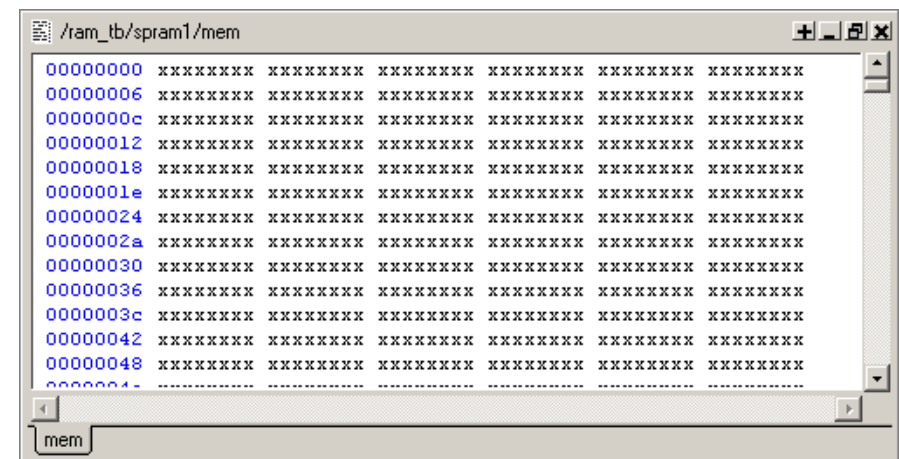 /ram_tb/spram1/mem
00000000 xxxxxxxx xxxxxxxx xxxxxxxx xxxxxxxx xxxxxxxx xxxxxxxx
00000006 xxxxxxxx xxxxxxxx xxxxxxxx xxxxxxxx xxxxxxxx xxxxxxxx
0000000c xxxxxxxx xxxxxxxx xxxxxxxx xxxxxxxx xxxxxxxx xxxxxxxx
00000012 xxxxxxxx xxxxxxxx xxxxxxxx xxxxxxxx xxxxxxxx xxxxxxxx
00000018 xxxxxxxx xxxxxxxx xxxxxxxx xxxxxxxx xxxxxxxx xxxxxxxx
0000001e xxxxxxxx xxxxxxxx xxxxxxxx xxxxxxxx xxxxxxxx xxxxxxxx
00000024 xxxxxxxx xxxxxxxx xxxxxxxx xxxxxxxx xxxxxxxx xxxxxxxx
0000002a xxxxxxxx xxxxxxxx xxxxxxxx xxxxxxxx xxxxxxxx xxxxxxxx
00000030 xxxxxxxx xxxxxxxx xxxxxxxx xxxxxxxx xxxxxxxx xxxxxxxx
00000036 xxxxxxxx xxxxxxxx xxxxxxxx xxxxxxxx xxxxxxxx xxxxxxxx
0000003c xxxxxxxx xxxxxxxx xxxxxxxx xxxxxxxx xxxxxxxx xxxxxxxx
00000042 xxxxxxxx xxxxxxxx xxxxxxxx xxxxxxxx xxxxxxxx xxxxxxxx
00000048 xxxxxxxx xxxxxxxx xxxxxxxx xxxxxxxx xxxxxxxx xxxxxxxx
mem